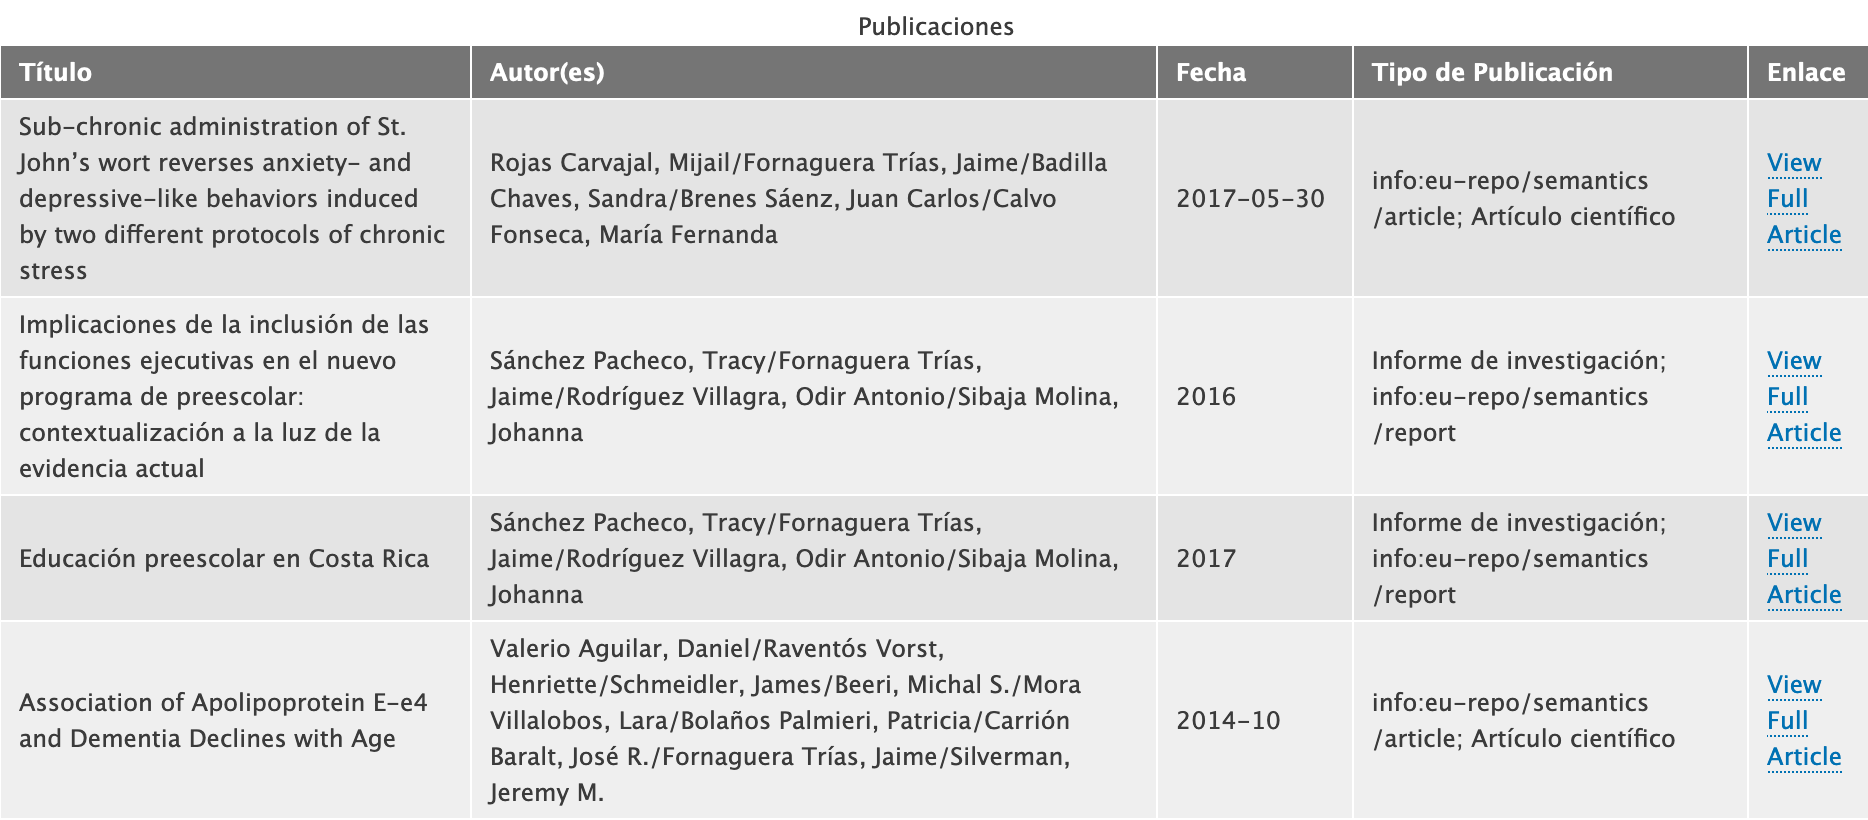 Publicaciones
Título
Autor(es)
Fecha
Tipo de Publicación
Enlace
Sub-chronic administration of St.
John’s wort reverses anxiety- and
depressive-like behaviors induced
by two different protocols of chronic
stress
Rojas Carvajal, Mijail/Fornaguera Trías, Jaime/Badilla
Chaves, Sandra/Brenes Sáenz, Juan Carlos/Calvo
Fonseca, María Fernanda
2017-05-30
info:eu-repo/semantics
/article; Artículo científico
View
Full
Article
Implicaciones de la inclusión de las
funciones ejecutivas en el nuevo
programa de preescolar:
contextualización a la luz de la
evidencia actual
Sánchez Pacheco, Tracy/Fornaguera Trías,
Jaime/Rodríguez Villagra, Odir Antonio/Sibaja Molina,
Johanna
2016
Informe de investigación;
info:eu-repo/semantics
/report
View
Full
Article
Educación preescolar en Costa Rica
Sánchez Pacheco, Tracy/Fornaguera Trías,
Jaime/Rodríguez Villagra, Odir Antonio/Sibaja Molina,
Johanna
2017
Informe de investigación;
info:eu-repo/semantics
/report
View
Full
Article
Association of Apolipoprotein E-e4
and Dementia Declines with Age
Valerio Aguilar, Daniel/Raventós Vorst,
Henriette/Schmeidler, James/Beeri, Michal S./Mora
Villalobos, Lara/Bolaños Palmieri, Patricia/Carrión
Baralt, José R./Fornaguera Trías, Jaime/Silverman,
Jeremy M.
2014-10
info:eu-repo/semantics
/article; Artículo científico
View
Full
Article